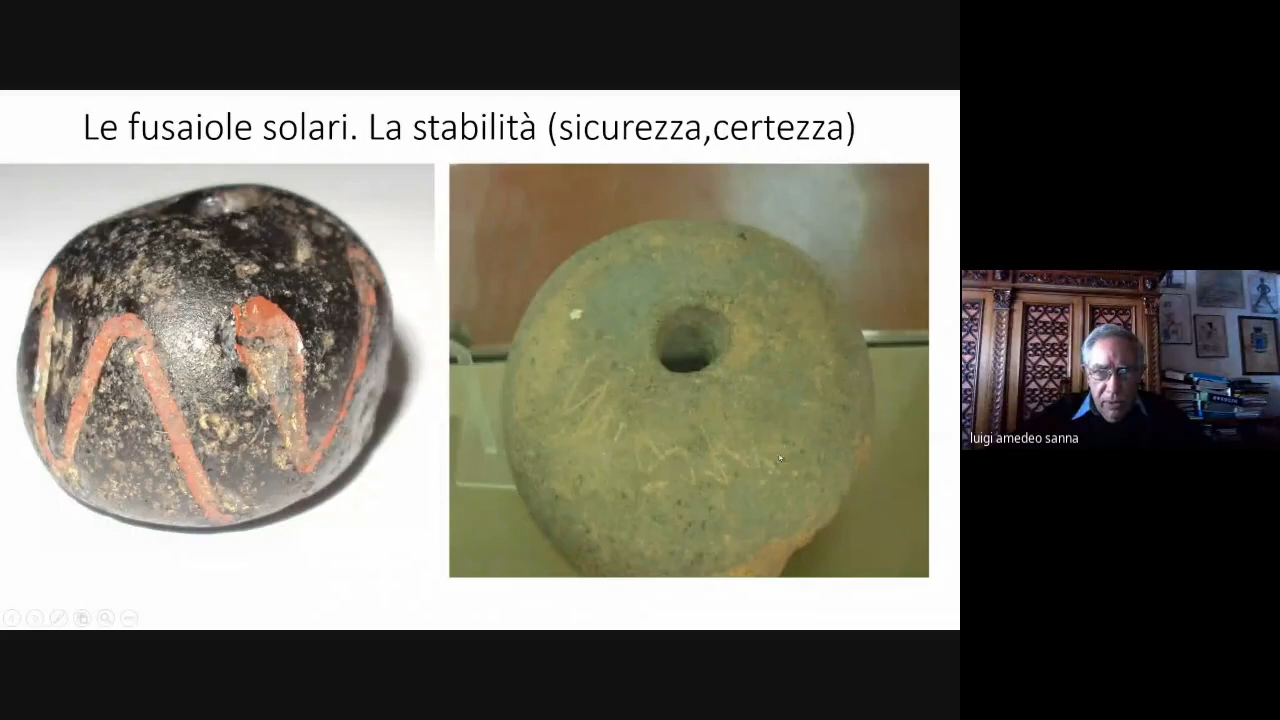 Le fusaiole solari. La stabilità (sicurezza,certezza)
luigi amedeo sanna